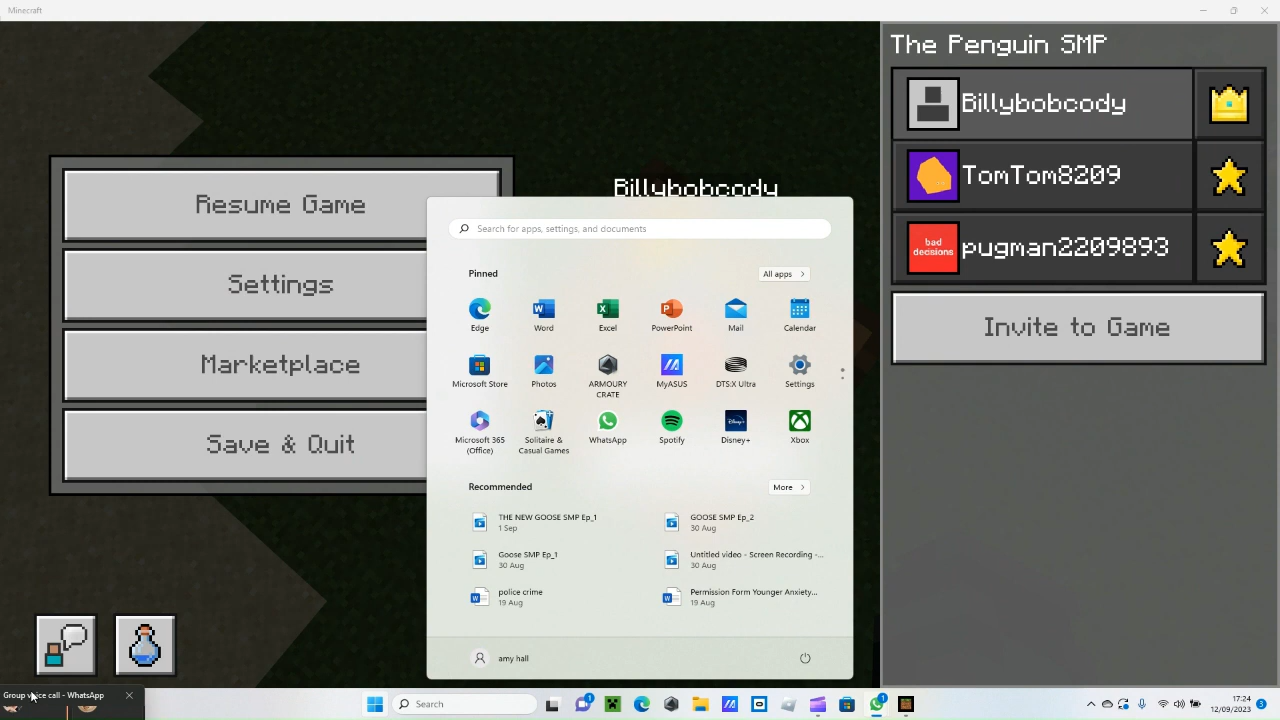 Minecraft
The Penguin SMP
Billybobcody
TomTom8209
bad
decisions
pugman2209893
Invite to Game
Billybobcody
Resume Game
Settings
Marketplace
Save & Quit
Search for apps, settings, and documents
Pinned
All apps
Edge
Word
Excel
PowerPoint
Mail
Calendar
Microsoft Store
Photos
ARMOURY
CRATE
MyASUS
DTS:X Ultra
Settings
Microsoft 365
(Office)
Solitaire &
Casual Games
WhatsApp
Spotify
Disney+
Xbox
Recommended
More
THE NEW GOOSE SMP Ep_1
1 Sep
GOOSE SMP Ep_2
30 Aug
Goose SMP Ep_1
30 Aug
Untitled video - Screen Recording -...
30 Aug
police crime
19 Aug
Permission Form Younger Anxiety...
19 Aug
amy hall
Group voice call - WhatsApp
Search
1
1
17:24
12/09/2023
3